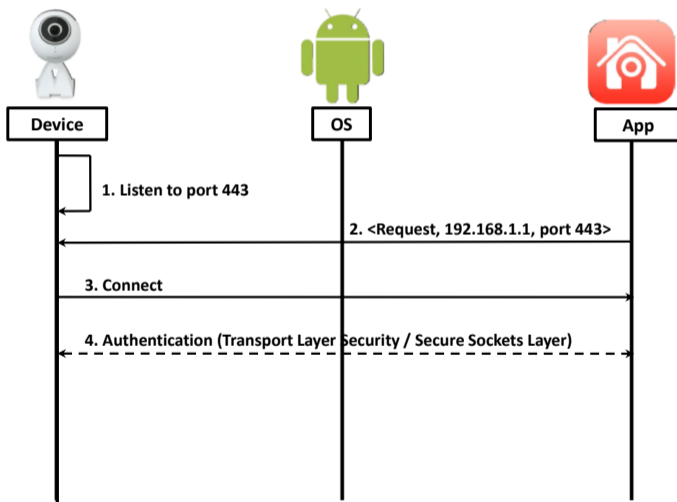 Device
OS
App
1. Listen to port 443
2. <Request, 192.168.1.1, port 443>
3. Connect
4. Authentication (Transport Layer Security / Secure Sockets Layer)